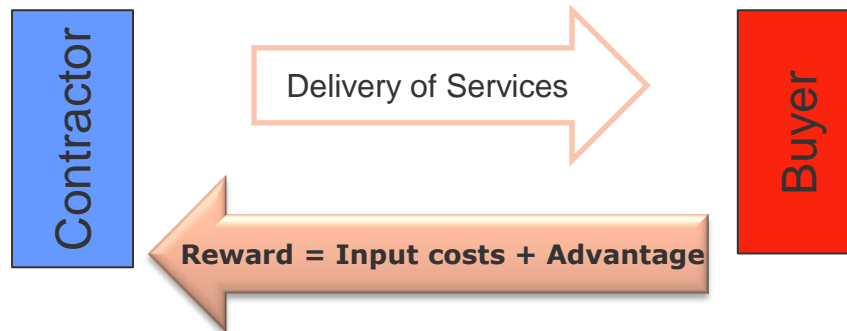 Contractor
Delivery of Services
Buyer
Reward = Input costs + Advantage